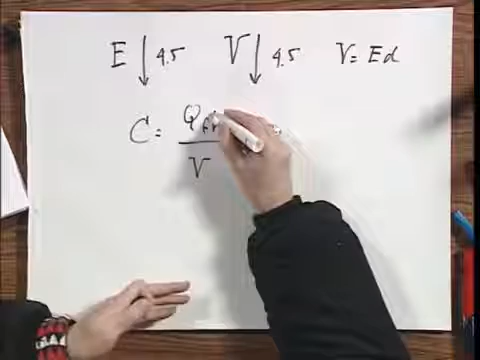 E ↓ 4.5 V ↓ 4.5 V = Ed
C = Q / V